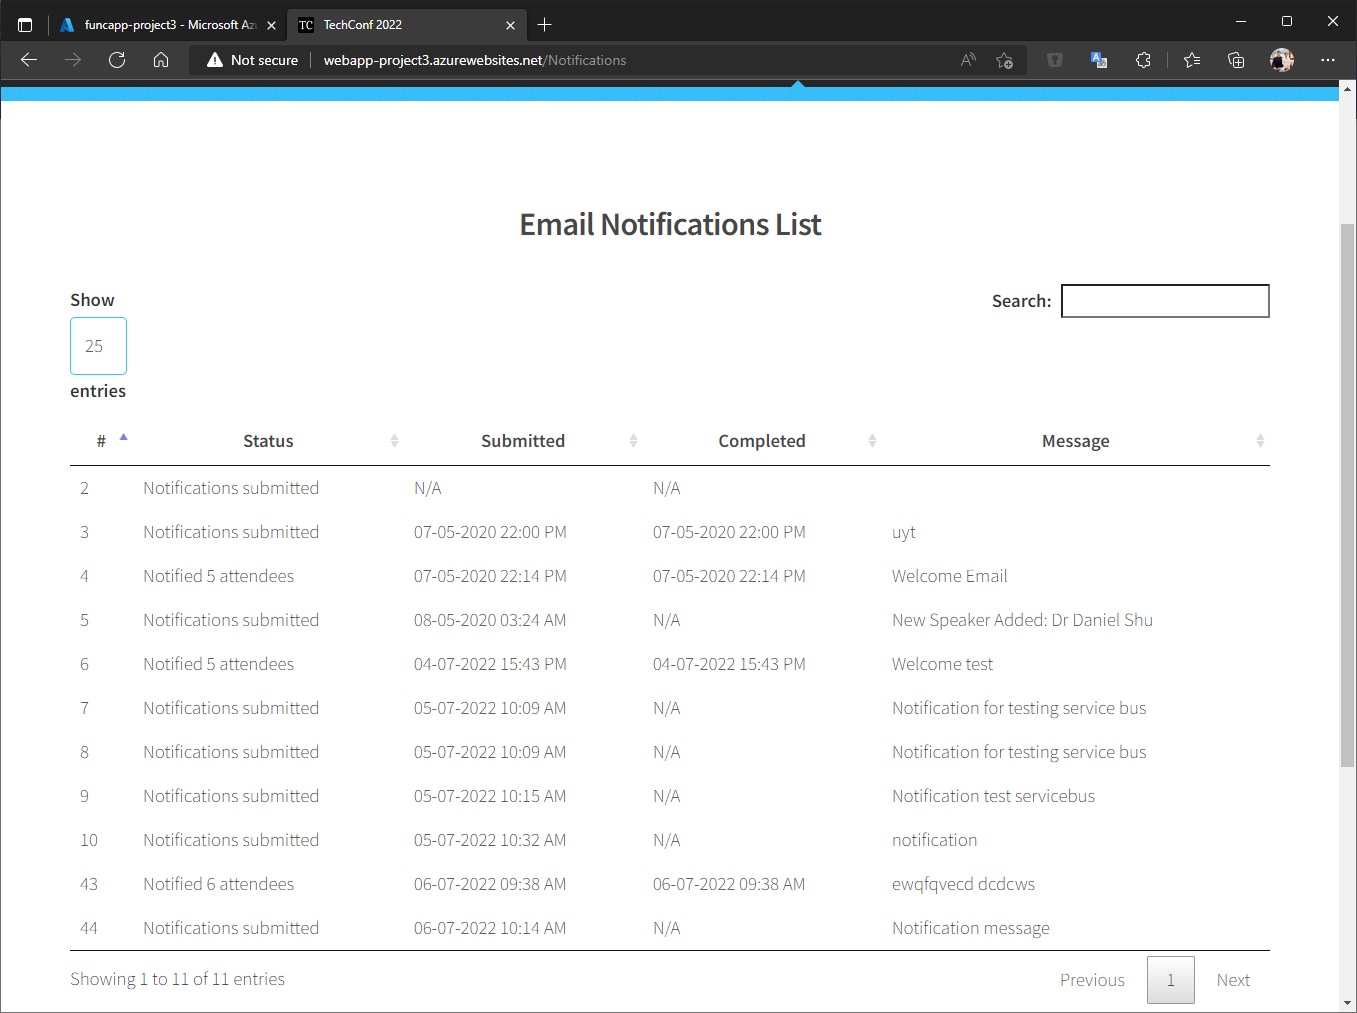 funcapp-project3 - Microsoft Az
TC TechConf 2022
Not secure webapp-project3.azurewebsites.net/Notifications
Email Notifications List
Show
Search:
25
entries
# Status Submitted Completed Message
2 Notifications submitted N/A N/A
3 Notifications submitted 07-05-2020 22:00 PM 07-05-2020 22:00 PM uyt
4 Notified 5 attendees 07-05-2020 22:14 PM 07-05-2020 22:14 PM Welcome Email
5 Notifications submitted 08-05-2020 03:24 AM N/A New Speaker Added: Dr Daniel Shu
6 Notified 5 attendees 04-07-2022 15:43 PM 04-07-2022 15:43 PM Welcome test
7 Notifications submitted 05-07-2022 10:09 AM N/A Notification for testing service bus
8 Notifications submitted 05-07-2022 10:09 AM N/A Notification for testing service bus
9 Notifications submitted 05-07-2022 10:15 AM N/A Notification test servicebus
10 Notifications submitted 05-07-2022 10:32 AM N/A notification
43 Notified 6 attendees 06-07-2022 09:38 AM 06-07-2022 09:38 AM ewqfqvecd dcdcws
44 Notifications submitted 06-07-2022 10:14 AM N/A Notification message
Showing 1 to 11 of 11 entries
Previous 1 Next